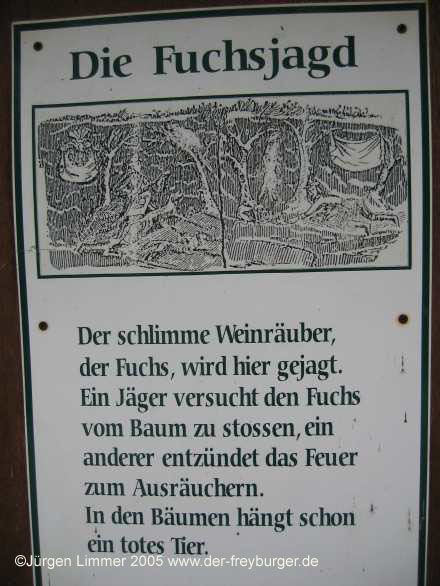 Die Fuchsjagd
Der schlimme Weinräuber,
der Fuchs, wird hier gejagt.
Ein Jäger versucht den Fuchs
vom Baum zu stossen, ein
anderer entzündet das Feuer
zum Ausräuchern.
In den Bäumen hängt schon
ein totes Tier.
©Jürgen Limmer 2005 www.der-freyburger.de